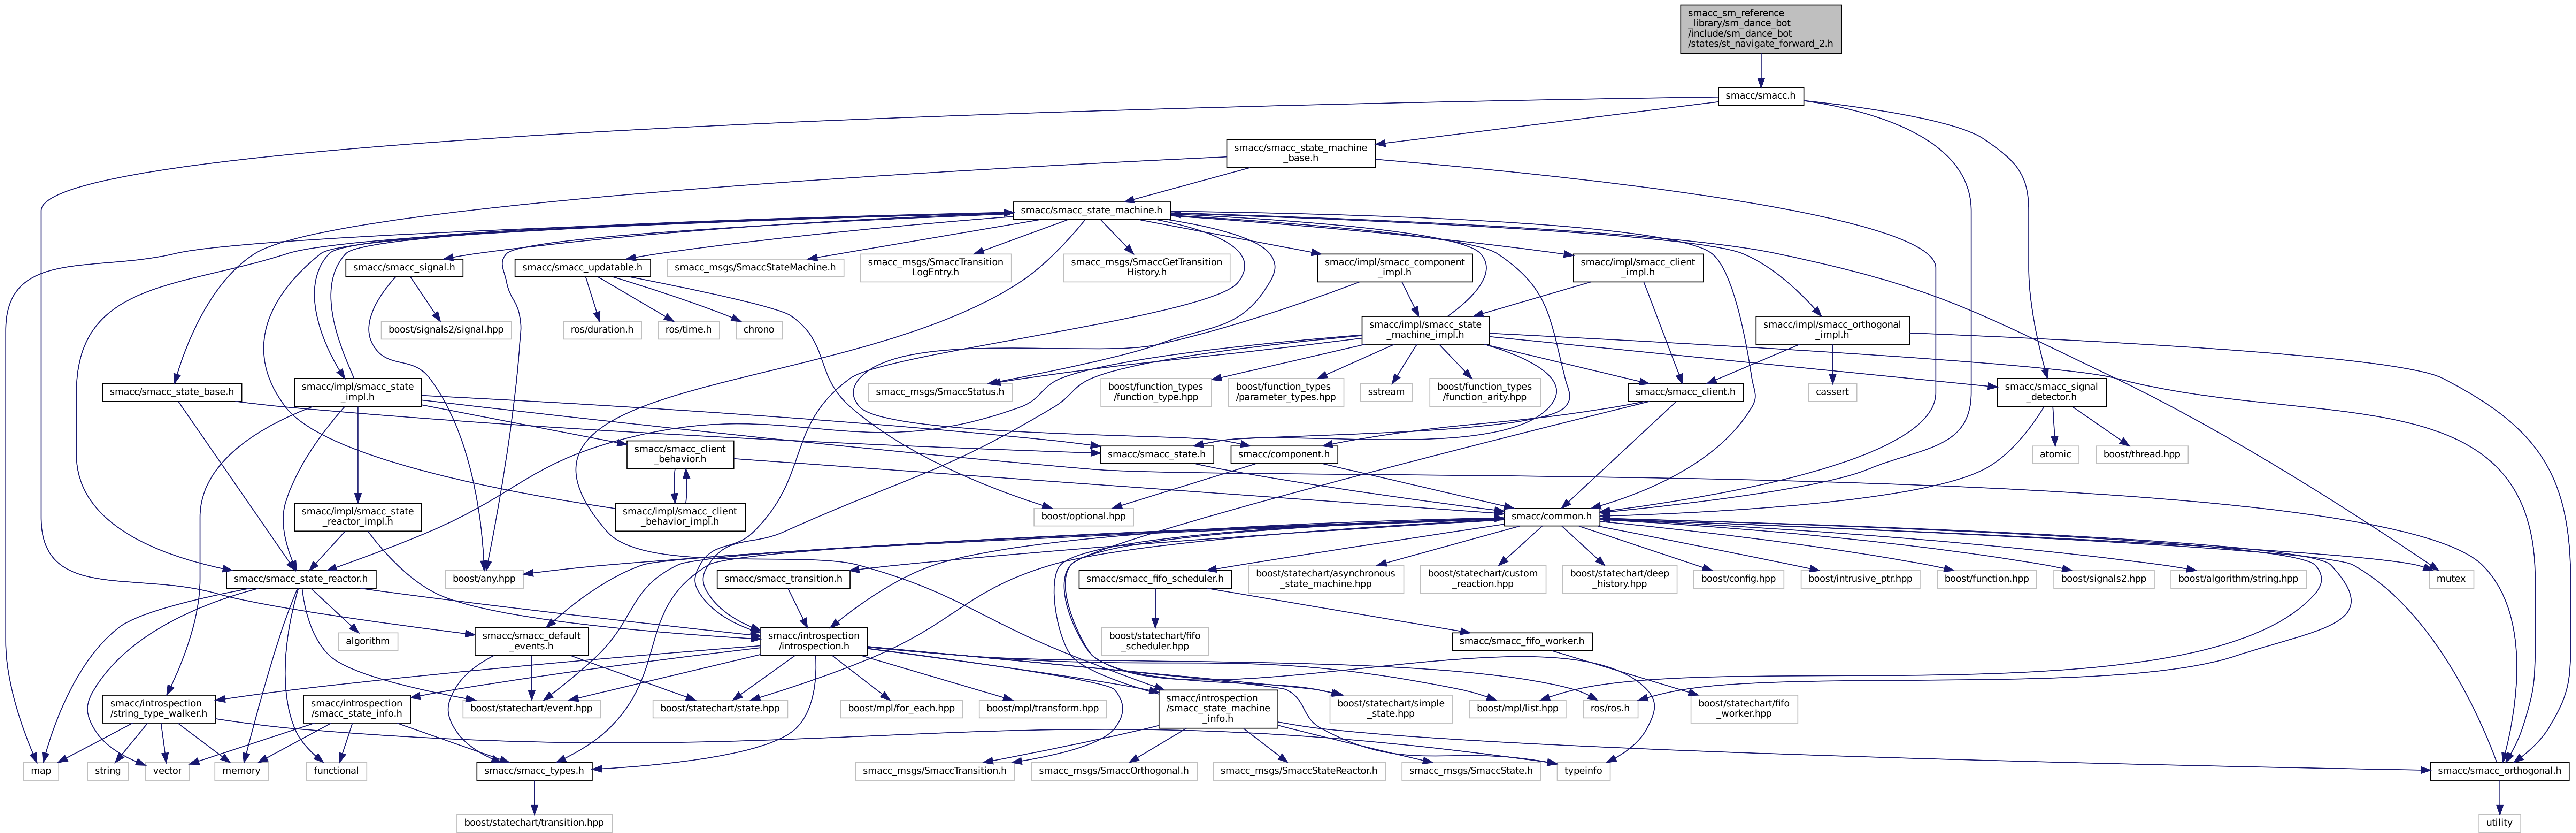 smacc_sm_reference
_library/sm_dance_bot
/include/sm_dance_bot
/states/st_navigate_forward_2.h
smacc/smacc.h
smacc/smacc_state_machine
_base.h
smacc/smacc_state_machine.h
smacc/smacc_signal.h
smacc/smacc_updatable.h
smacc_msgs/SmaccStateMachine.h
smacc_msgs/SmaccTransition
LogEntry.h
smacc_msgs/SmaccGetTransition
History.h
smacc/impl/smacc_component
_impl.h
smacc/impl/smacc_client
_impl.h
boost/signals2/signal.hpp
ros/duration.h
ros/time.h
chrono
smacc/impl/smacc_state
_machine_impl.h
smacc/impl/smacc_orthogonal
_impl.h
smacc/smacc_state_base.h
smacc/impl/smacc_state
_impl.h
smacc_msgs/SmaccStatus.h
boost/function_types
/function_type.hpp
boost/function_types
/parameter_types.hpp
sstream
boost/function_types
/function_arity.hpp
smacc/smacc_client.h
cassert
smacc/smacc_signal
_detector.h
smacc/smacc_client
_behavior.h
smacc/smacc_state.h
smacc/component.h
atomic
boost/thread.hpp
smacc/impl/smacc_state
_reactor_impl.h
smacc/impl/smacc_client
_behavior_impl.h
boost/optional.hpp
smacc/common.h
smacc/smacc_state_reactor.h
boost/any.hpp
smacc/smacc_transition.h
smacc/smacc_fifo_scheduler.h
boost/statechart/asynchronous
_state_machine.hpp
boost/statechart/custom
_reaction.hpp
boost/statechart/deep
_history.hpp
boost/config.hpp
boost/intrusive_ptr.hpp
boost/function.hpp
boost/signals2.hpp
boost/algorithm/string.hpp
mutex
algorithm
smacc/smacc_default
_events.h
smacc/introspection
/introspection.h
boost/statechart/fifo
_scheduler.hpp
smacc/smacc_fifo_worker.h
smacc/introspection
/string_type_walker.h
smacc/introspection
/smacc_state_info.h
boost/statechart/event.hpp
boost/statechart/state.hpp
boost/mpl/for_each.hpp
boost/mpl/transform.hpp
smacc/introspection
/smacc_state_machine
_info.h
boost/statechart/simple
_state.hpp
boost/mpl/list.hpp
ros/ros.h
boost/statechart/fifo
_worker.hpp
map
string
vector
memory
functional
smacc/smacc_types.h
smacc_msgs/SmaccTransition.h
smacc_msgs/SmaccOrthogonal.h
smacc_msgs/SmaccStateReactor.h
smacc_msgs/SmaccState.h
typeinfo
smacc/smacc_orthogonal.h
boost/statechart/transition.hpp
utility